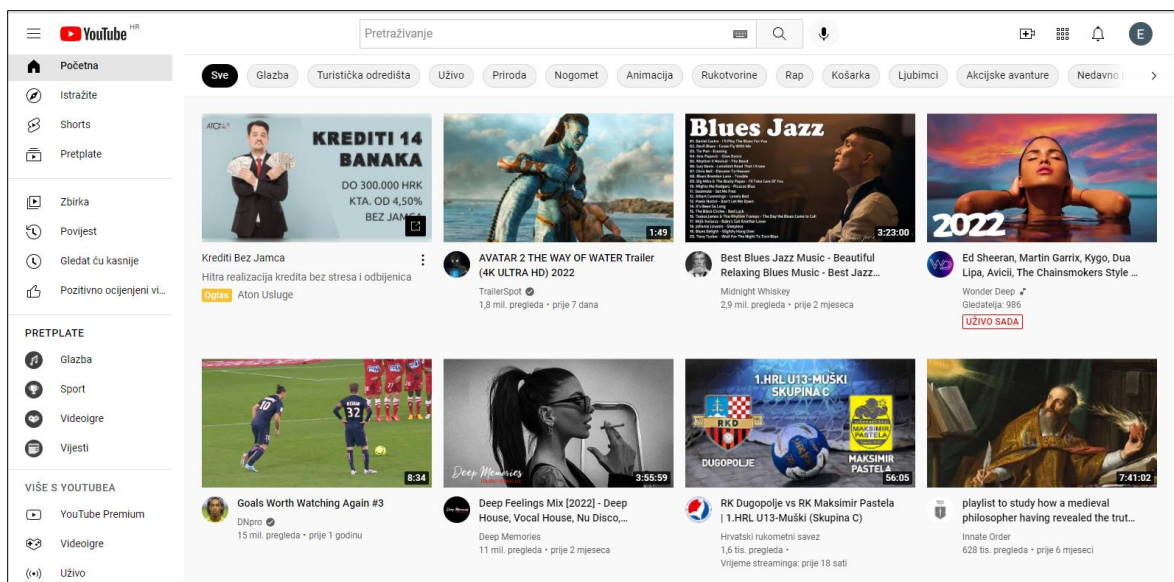 YouTube HR
Pretraživanje
E
Početna
Istražite
Shorts
Pretplate
Zbirka
Povijest
Gledat ću kasnije
Pozitivno ocijenjeni vi...
PRETPLATE
Glazba
Sport
Videoigre
Vijesti
VIŠE S YOUTUBEA
YouTube Premium
Videoigre
Uživo
Sve Glazba Turistička odredišta Uživo Priroda Nogomet Animacija Rukotvorine Rap Košarka Ljubimci Akcijske avanture Nedavno
KREDITI 14
BANAKA
DO 300.000 HRK
KTA. OD 4,50%
BEZ JAMCA
Krediti Bez Jamca
Hitra realizacija kredita bez stresa i odbijenica
Oglas Aton Usluge
1:49
AVATAR 2 THE WAY OF WATER Trailer
(4K ULTRA HD) 2022
TrailerSpot
1,8 mil. pregleda • prije 7 dana
Blues Jazz
3:23:00
Best Blues Jazz Music - Beautiful
Relaxing Blues Music - Best Jazz...
Midnight Whiskey
2,9 mil. pregleda • prije 2 mjeseca
2022
WD
Ed Sheeran, Martin Garrix, Kygo, Dua
Lipa, Avicii, The Chainsmokers Style ...
Wonder Deep
Gledatelja: 986
UŽIVO SADA
10
32
8:34
Goals Worth Watching Again #3
DNpro
15 mil. pregleda • prije 1 godinu
Deep Memories
3:55:59
Deep Feelings Mix [2022] - Deep
House, Vocal House, Nu Disco,...
Deep Memories
11 mil. pregleda • prije 2 mjeseca
1.HRL U13-MUŠKI
SKUPINA C
RKD
DUGOPOLJE
MAKSIMIR
PASTELA
MAKSIMIR
PASTELA
56:05
RK Dugopolje vs RK Maksimir Pastela
| 1.HRL U13-Muški (Skupina C)
Hrvatski rukometni savez
1,6 tis. pregleda •
Vrijeme streaminga: prije 18 sati
7:41:02
playlist to study how a medieval
philosopher having revealed the trut...
Innate Order
628 tis. pregleda • prije 6 mjeseci